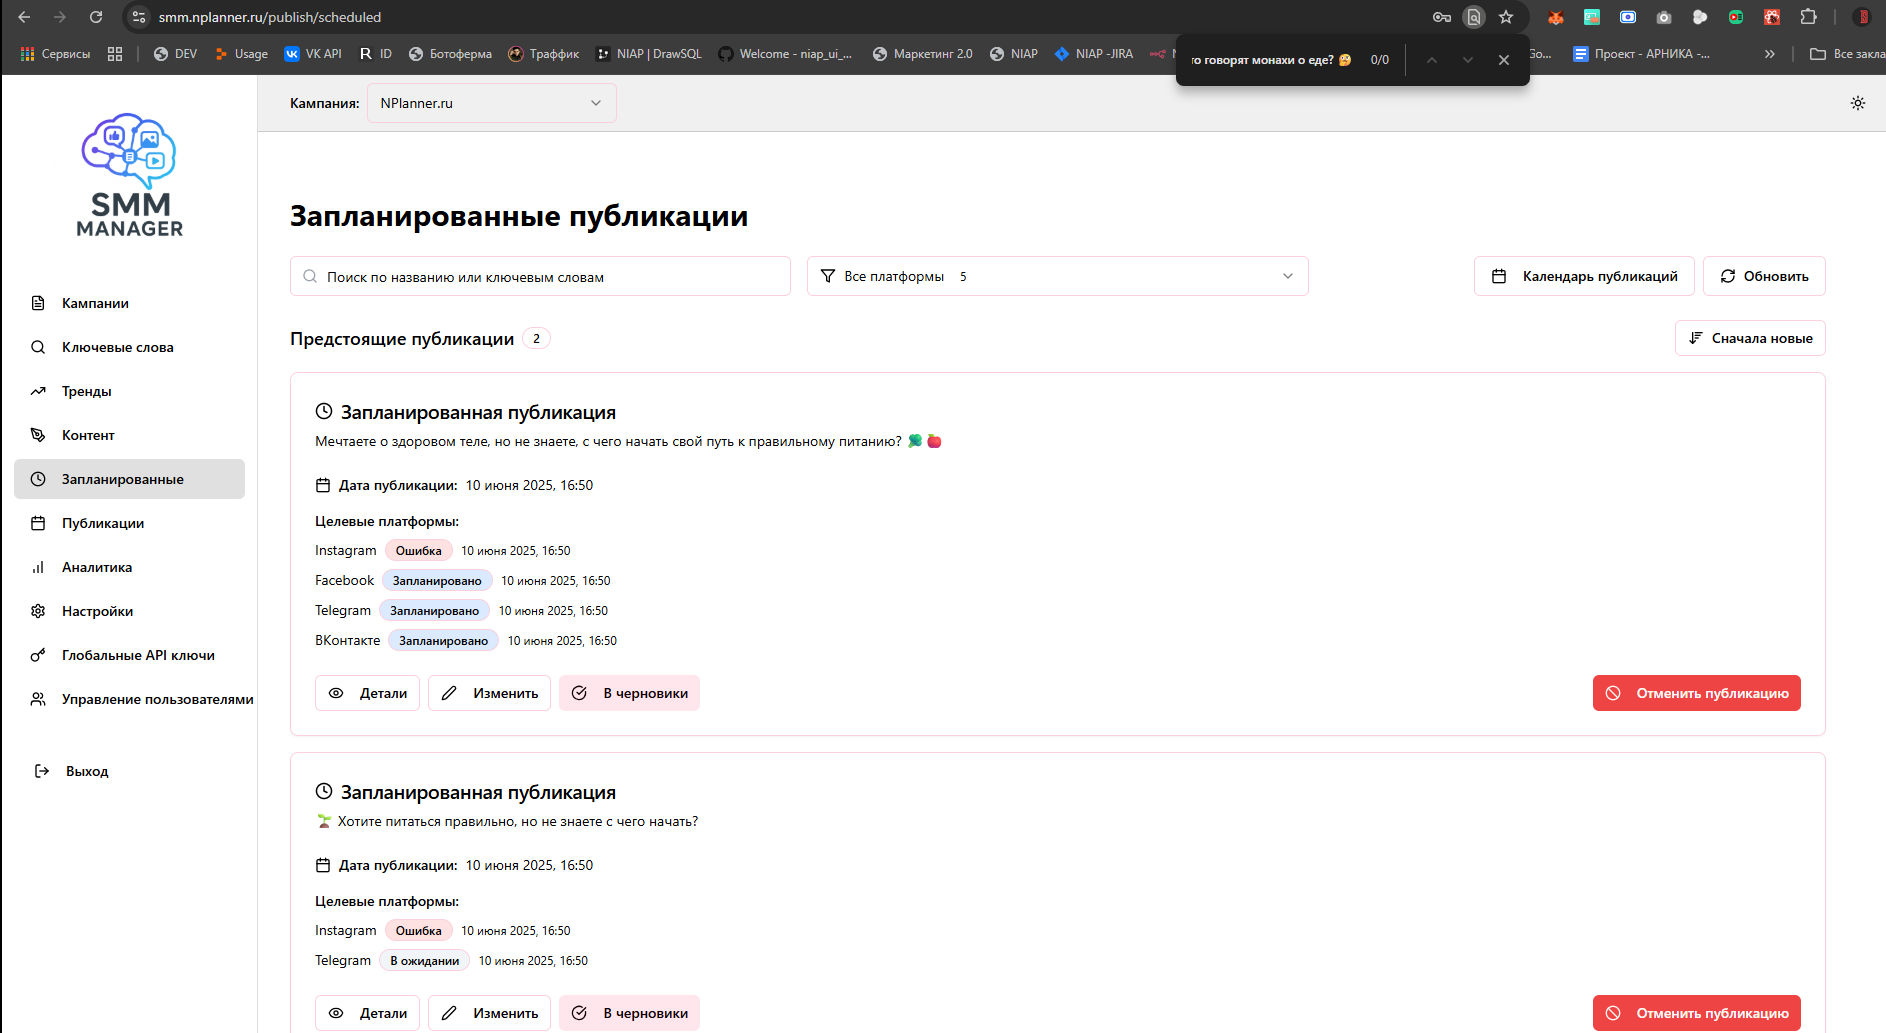 smm.nplanner.ru/publish/scheduled
Сервисы DEV Usage VK API ID Ботоферма Траффик NIAP | DrawSQL Welcome - niap_ui_... Маркетинг 2.0 NIAP NIAP -JIRA Проект - АРНИКА -... » Все закла
го говорят монахи о еде? 🤔 0/0
SMM
MANAGER
Кампания: NPlanner.ru
Запланированные публикации
Поиск по названию или ключевым словам
Все платформы 5
Календарь публикаций
Обновить
Кампании
Ключевые слова
Тренды
Контент
Запланированные
Публикации
Аналитика
Настройки
Глобальные API ключи
Управление пользователями
Выход
Предстоящие публикации 2
Сначала новые
Запланированная публикация
Мечтаете о здоровом теле, но не знаете, с чего начать свой путь к правильному питанию? 🥦🍎
Дата публикации: 10 июня 2025, 16:50
Целевые платформы:
Instagram Ошибка 10 июня 2025, 16:50
Facebook Запланировано 10 июня 2025, 16:50
Telegram Запланировано 10 июня 2025, 16:50
ВКонтакте Запланировано 10 июня 2025, 16:50
Детали Изменить В черновики Отменить публикацию
Запланированная публикация
🌱 Хотите питаться правильно, но не знаете с чего начать?
Дата публикации: 10 июня 2025, 16:50
Целевые платформы:
Instagram Ошибка 10 июня 2025, 16:50
Telegram В ожидании 10 июня 2025, 16:50
Детали Изменить В черновики Отменить публикацию